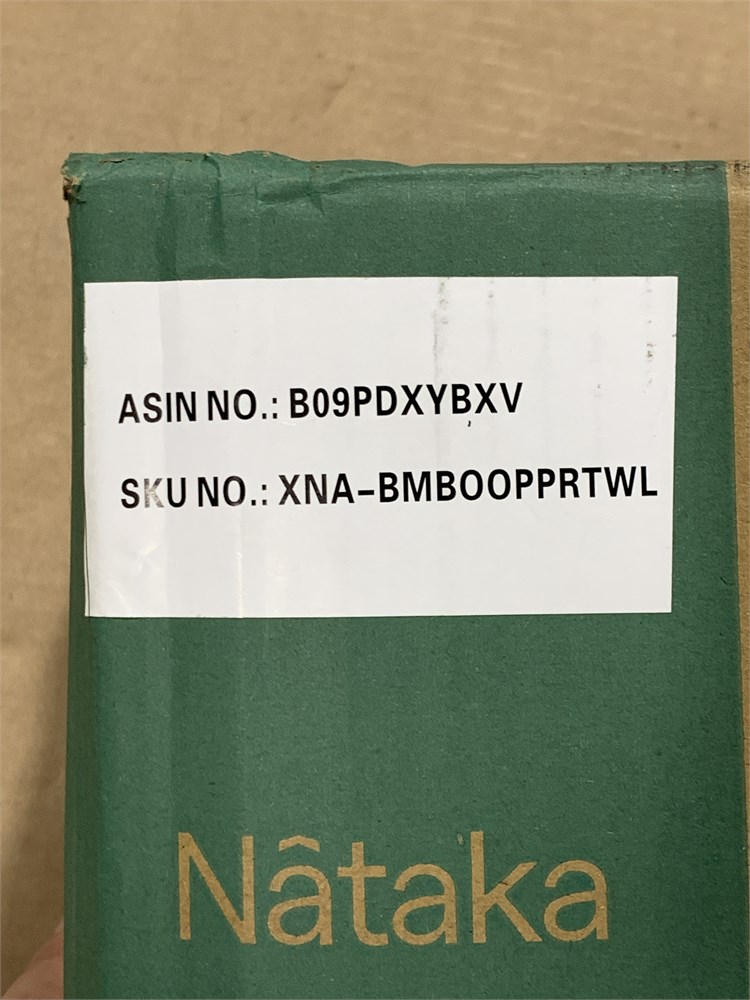 ASIN NO.: B09PDXYBXV
SKU NO.: XNA-BMBOOPPRTWL
Nâtaka